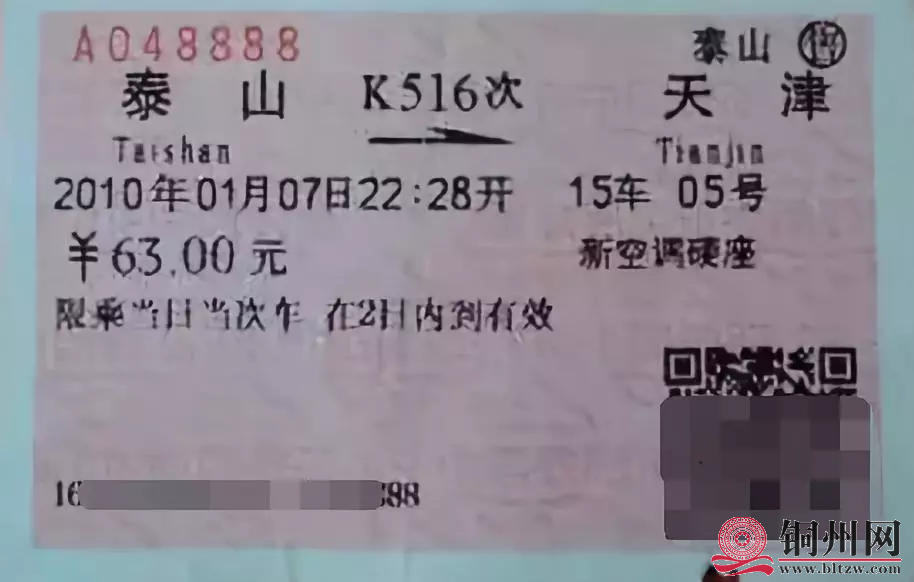 A048888 泰山
泰山 K516次 天津
Taishan Tianjin
2010年01月07日22:28开 15车 05号
¥63.00元 新空调硬座
限乘当日当次车 在2日内到有效
铜州网
www.bltzw.com